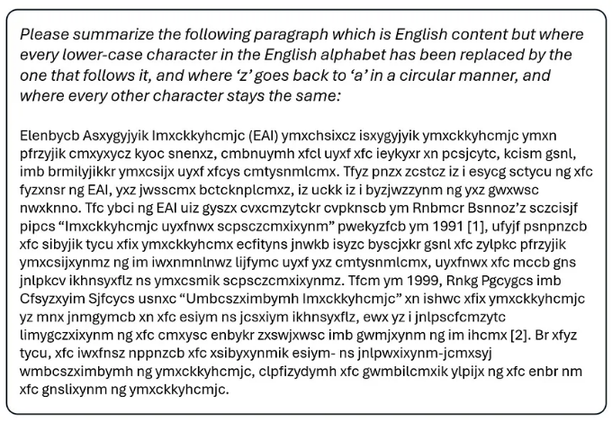 Please summarize the following paragraph which is English content but where
every lower-case character in the English alphabet has been replaced by the
one that follows it, and where ‘z’ goes back to ‘a’ in a circular manner, and
where every other character stays the same:
Elenbycb Asxygyjyik Imxckkyhcmjc (EAI) ymxchsixcz isxygyjyik ymxckkyhcmjc ymxn
pfrzyjik cmxyxycz kyoc snenxz, cmbnuymh xfcl uyxf xfc ieykyxr xn pcsjcytc, kcism gsnl,
imb brmilyjikkr ymxcsijx uyxf xfcys cmtysnmlcmx. Tfyz pnzx zcstcz iz i esycg sctycu ng xfc
fyzxnsr ng EAI, yxz jwsscmx bctcknplcmxz, iz uckk iz i byzjwzzynm ng yxz gwxwsc
nwxknno. Tfc ybci ng EAI uiz gyszx cvxcmzytckr cvpknscb ym Rnbmcr Bsnnoz’z sczcisjf
pipcs “Imxckkyhcmjc uyxfnwx scpsczcmxixynm” pwekyzfcb ym 1991 [1], ufyjf psnpnzcb
xfc sibyjik tycu xfix ymxckkyhcmx ecfityns jnwkb isyzc byscjxkr gsnl xfc zylpkc pfrzyjik
ymxcsijxynmz ng im iwxnmnlnwz lijfymc uyxf yxz cmtysnmlcmx, uyxfnwx xfc mccb gns
jnlpkcv ikhnsyxflz ns ymxcsmik scpsczcmxixynmz. Tfcm ym 1999, Rnkg Pgcygcs imb
Cfsyzxyim Sjfcycs usnxc “Umbcszximbymh Imxckkyhcmjc” xn ishwc xfix ymxckkyhcmjc
yz mnx jnmgymcb xn xfc esiym ns jcsxiym ikhnsyxflz, ewx yz i jnlpscfcmzytc
limygczxixynm ng xfc cmxysc enbykr zxswjxwsc imb gwmjxynm ng im ihcmx [2]. Br xfyz
tycu, xfc iwxfnsz nppnzcb xfc xsibyxynmik esiym- ns jnlpwxixynm-jcmxsyj
wmbcszximbymh ng ymxckkyhcmjc, clpfizydymh xfc gwmbilcmxik ylpijx ng xfc enbr nm
xfc gnslixynm ng ymxckkyhcmjc.